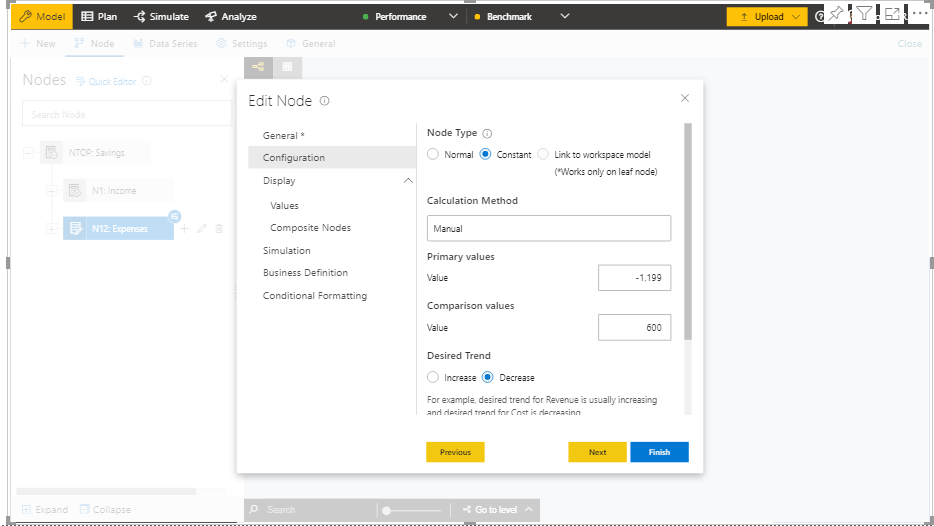 Model
Plan
Simulate
Analyze
Performance
Benchmark
Upload
New
Node
Data Series
Settings
General
Close
Nodes
Quick Editor
Search Node
NTOP: Savings
N1: Income
N12: Expenses
Edit Node
General *
Configuration
Display
Values
Composite Nodes
Simulation
Business Definition
Conditional Formatting
Node Type
Normal
Constant
Link to workspace model
(*Works only on leaf node)
Calculation Method
Manual
Primary values
Value
-1,199
Comparison values
Value
600
Desired Trend
Increase
Decrease
For example, desired trend for Revenue is usually increasing
and desired trend for Cost is decreasing
Previous
Next
Finish
Expand
Collapse
Search
Go to level